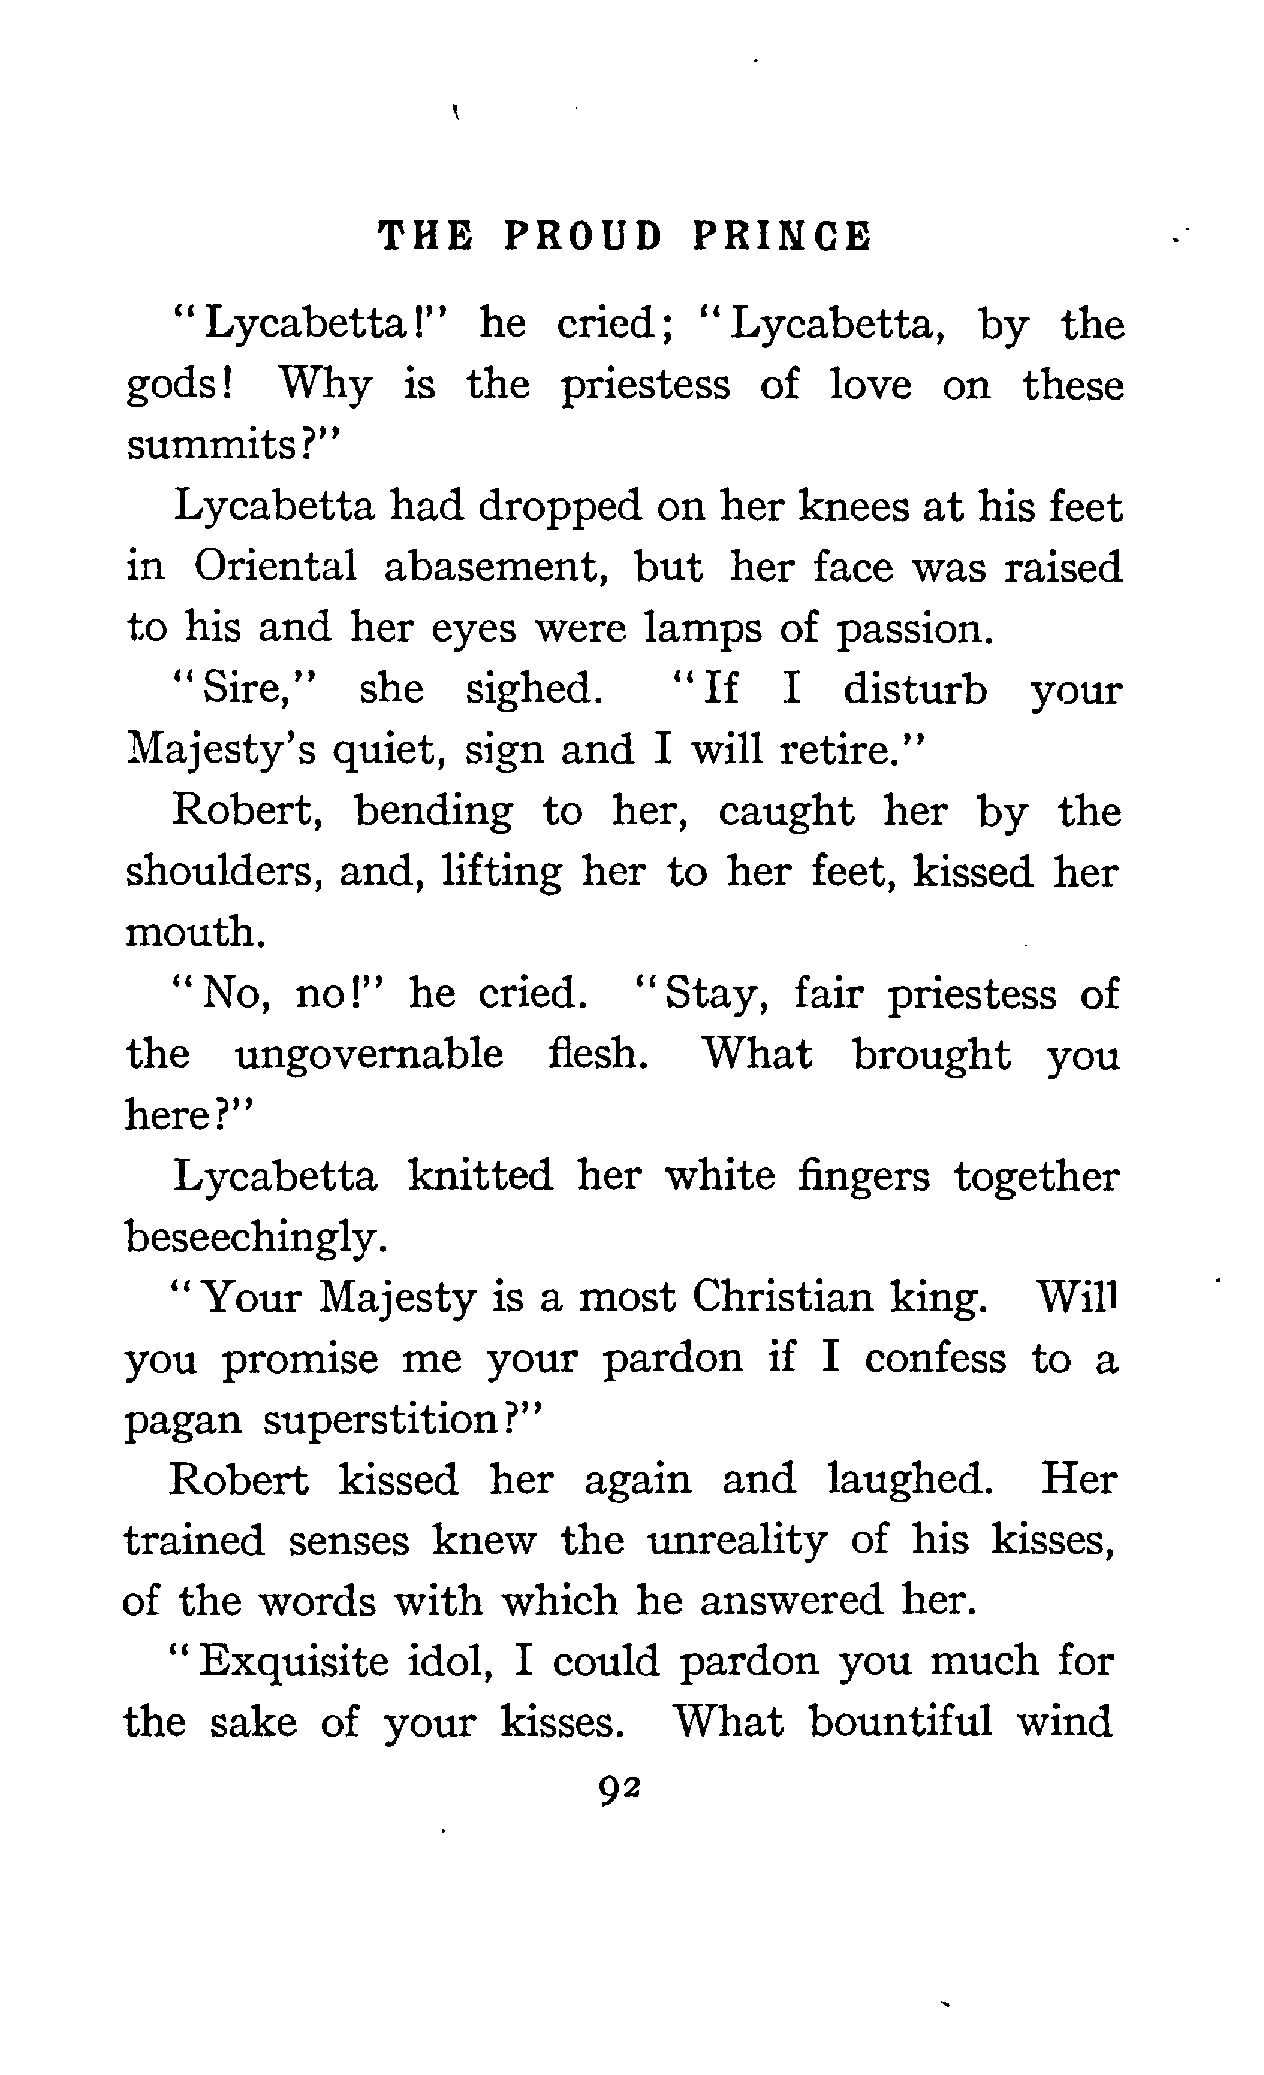 THE PROUD PRINCE
"Lycabetta!" he cried; "Lycabetta, by the
gods! Why is the priestess of love on these
summits?"
Lycabetta had dropped on her knees at his feet
in Oriental abasement, but her face was raised
to his and her eyes were lamps of passion.
"Sire," she sighed. "If I disturb your
Majesty's quiet, sign and I will retire."
Robert, bending to her, caught her by the
shoulders, and, lifting her to her feet, kissed her
mouth.
"No, no!" he cried. "Stay, fair priestess of
the ungovernable flesh. What brought you
here?"
Lycabetta knitted her white fingers together
beseechingly.
"Your Majesty is a most Christian king. Will
you promise me your pardon if I confess to a
pagan superstition?"
Robert kissed her again and laughed. Her
trained senses knew the unreality of his kisses,
of the words with which he answered her.
"Exquisite idol, I could pardon you much for
the sake of your kisses. What bountiful wind
92